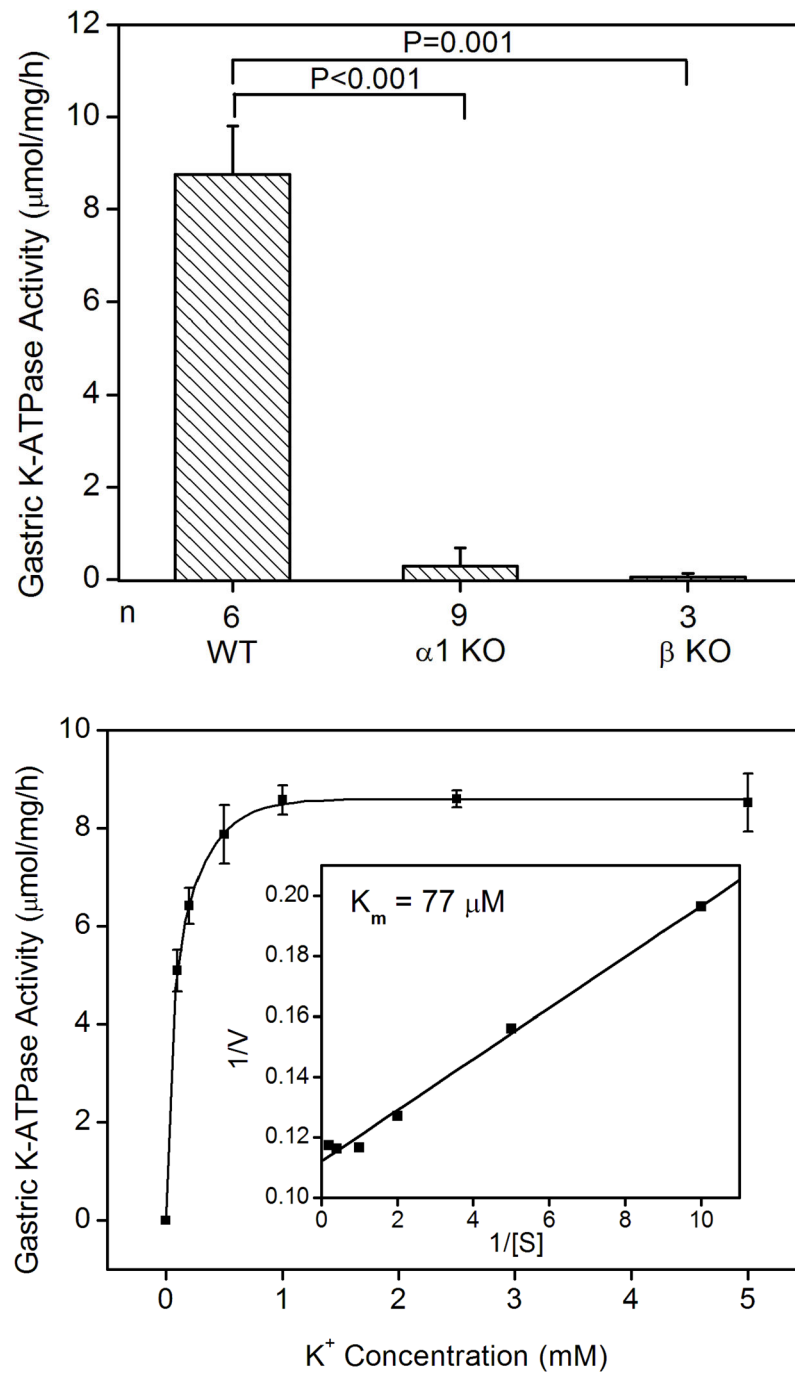 12
P=0.001
P<0.001
10
8
6
4
2
0
Gastric K-ATPase Activity (μmol/mg/h)
n 6 9 3
WT α1 KO β KO
10
8
6
4
2
0
Gastric K-ATPase Activity (μmol/mg/h)
Kₘ = 77 μM
0.20
0.18
0.16
0.14
0.12
0.10
1/V
0 2 4 6 8 10
1/[S]
0 1 2 3 4 5
K⁺ Concentration (mM)